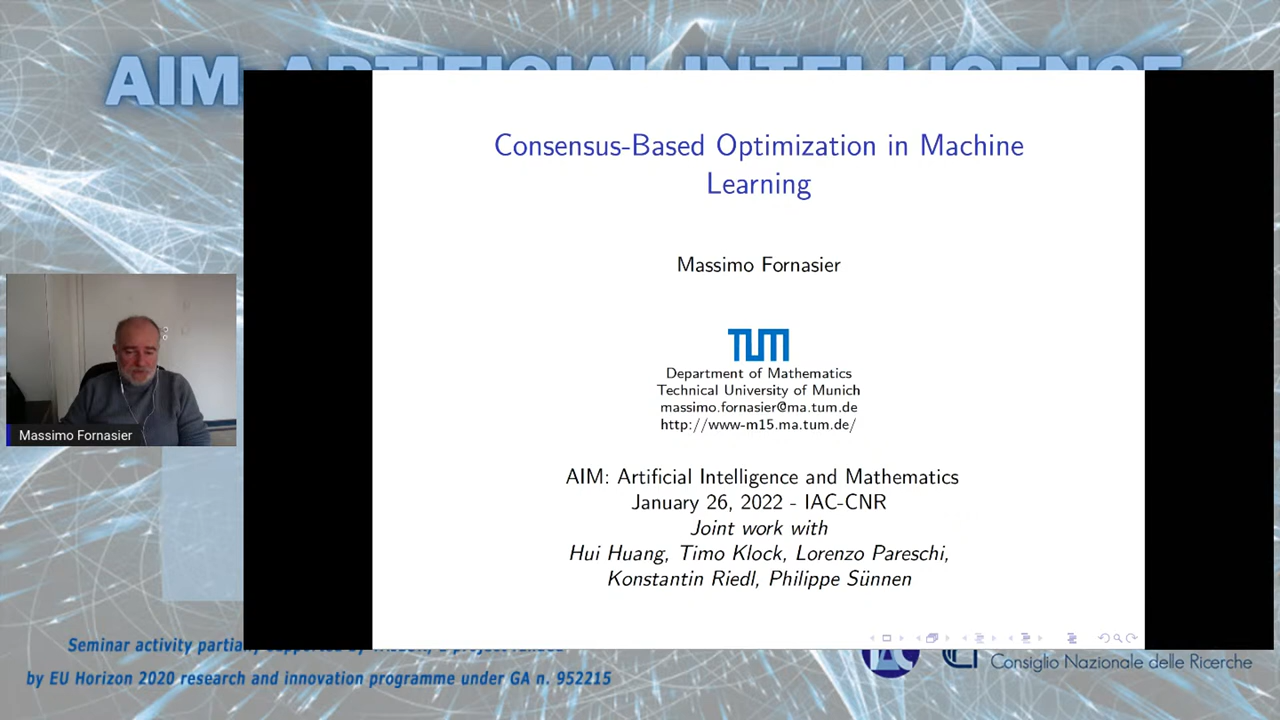 AIM
Consensus-Based Optimization in Machine
Learning
Massimo Fornasier
TUM
Department of Mathematics
Technical University of Munich
massimo.fornasier@ma.tum.de
http://www-m15.ma.tum.de/
AIM: Artificial Intelligence and Mathematics
January 26, 2022 - IAC-CNR
Joint work with
Hui Huang, Timo Klock, Lorenzo Pareschi,
Konstantin Riedl, Philippe Sünnen
Massimo Fornasier
Seminar activity
by EU Horizon 2020 research and innovation programme under GA n. 952215
Consiglio Nazionale delle Ricerche